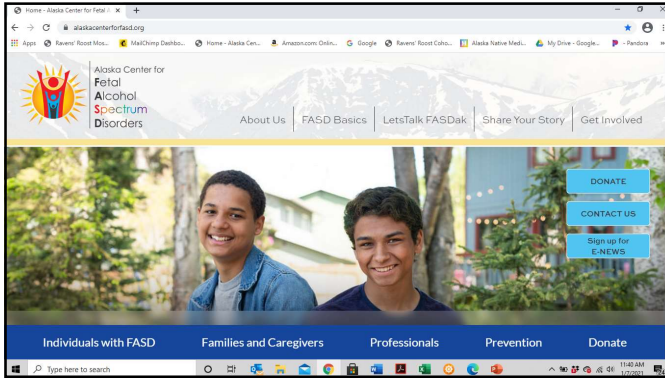 Home - Alaska Center for Fetal A
alaskacenterforfasd.org
Apps Ravens' Roost Mos... MailChimp Dashbo... Home - Alaska Cen... Amazon.com: Onlin... Google Ravens' Roost Coho... Alaska Native Medi... My Drive - Google... - Pandora
Alaska Center for
Fetal
Alcohol
Spectrum
Disorders
About Us FASD Basics LetsTalk FASDak Share Your Story Get Involved
DONATE
CONTACT US
Sign up for
E-NEWS
Individuals with FASD Families and Caregivers Professionals Prevention Donate
Type here to search
11:40 AM
1/7/2021